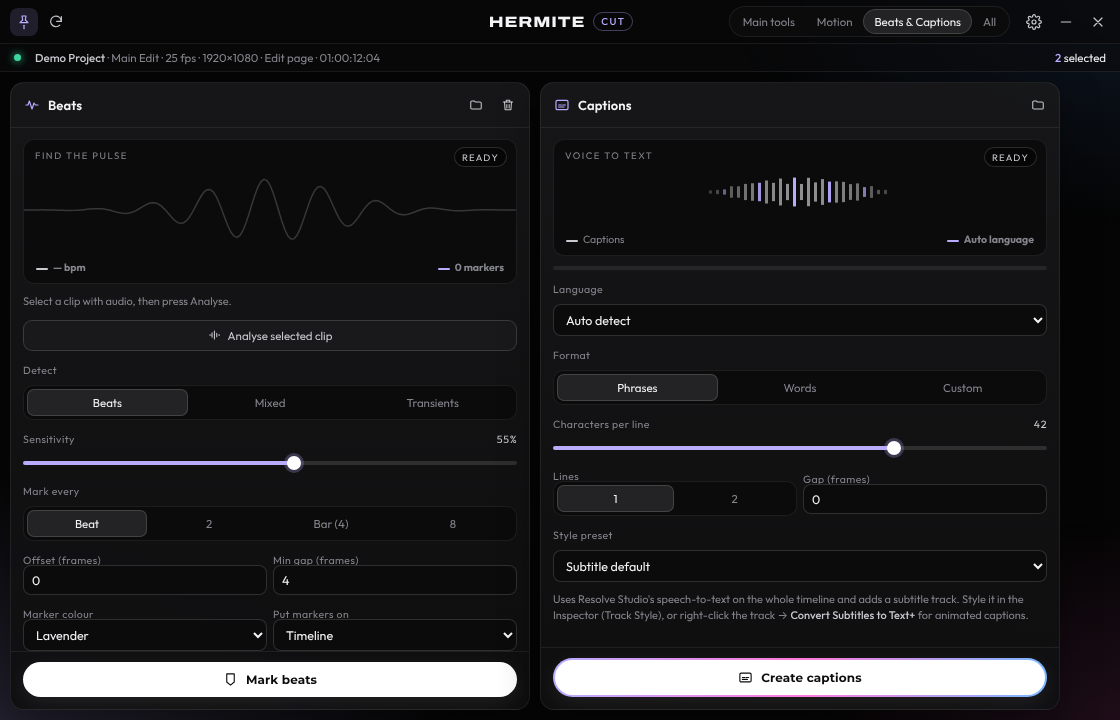 HERMITE CUT
Main tools Motion Beats & Captions All
Demo Project · Main Edit · 25 fps · 1920×1080 · Edit page · 01:00:12:04
2 selected
Beats
FIND THE PULSE
READY
— bpm
0 markers
Select a clip with audio, then press Analyse.
Analyse selected clip
Detect
Beats Mixed Transients
Sensitivity 55%
Mark every
Beat 2 Bar (4) 8
Offset (frames) Min gap (frames)
0 4
Marker colour Put markers on
Lavender Timeline
Mark beats
Captions
VOICE TO TEXT
READY
Captions
Auto language
Language
Auto detect
Format
Phrases Words Custom
Characters per line 42
Lines Gap (frames)
1 2 0
Style preset
Subtitle default
Uses Resolve Studio's speech-to-text on the whole timeline and adds a subtitle track. Style it in the
Inspector (Track Style), or right-click the track → Convert Subtitles to Text+ for animated captions.
Create captions